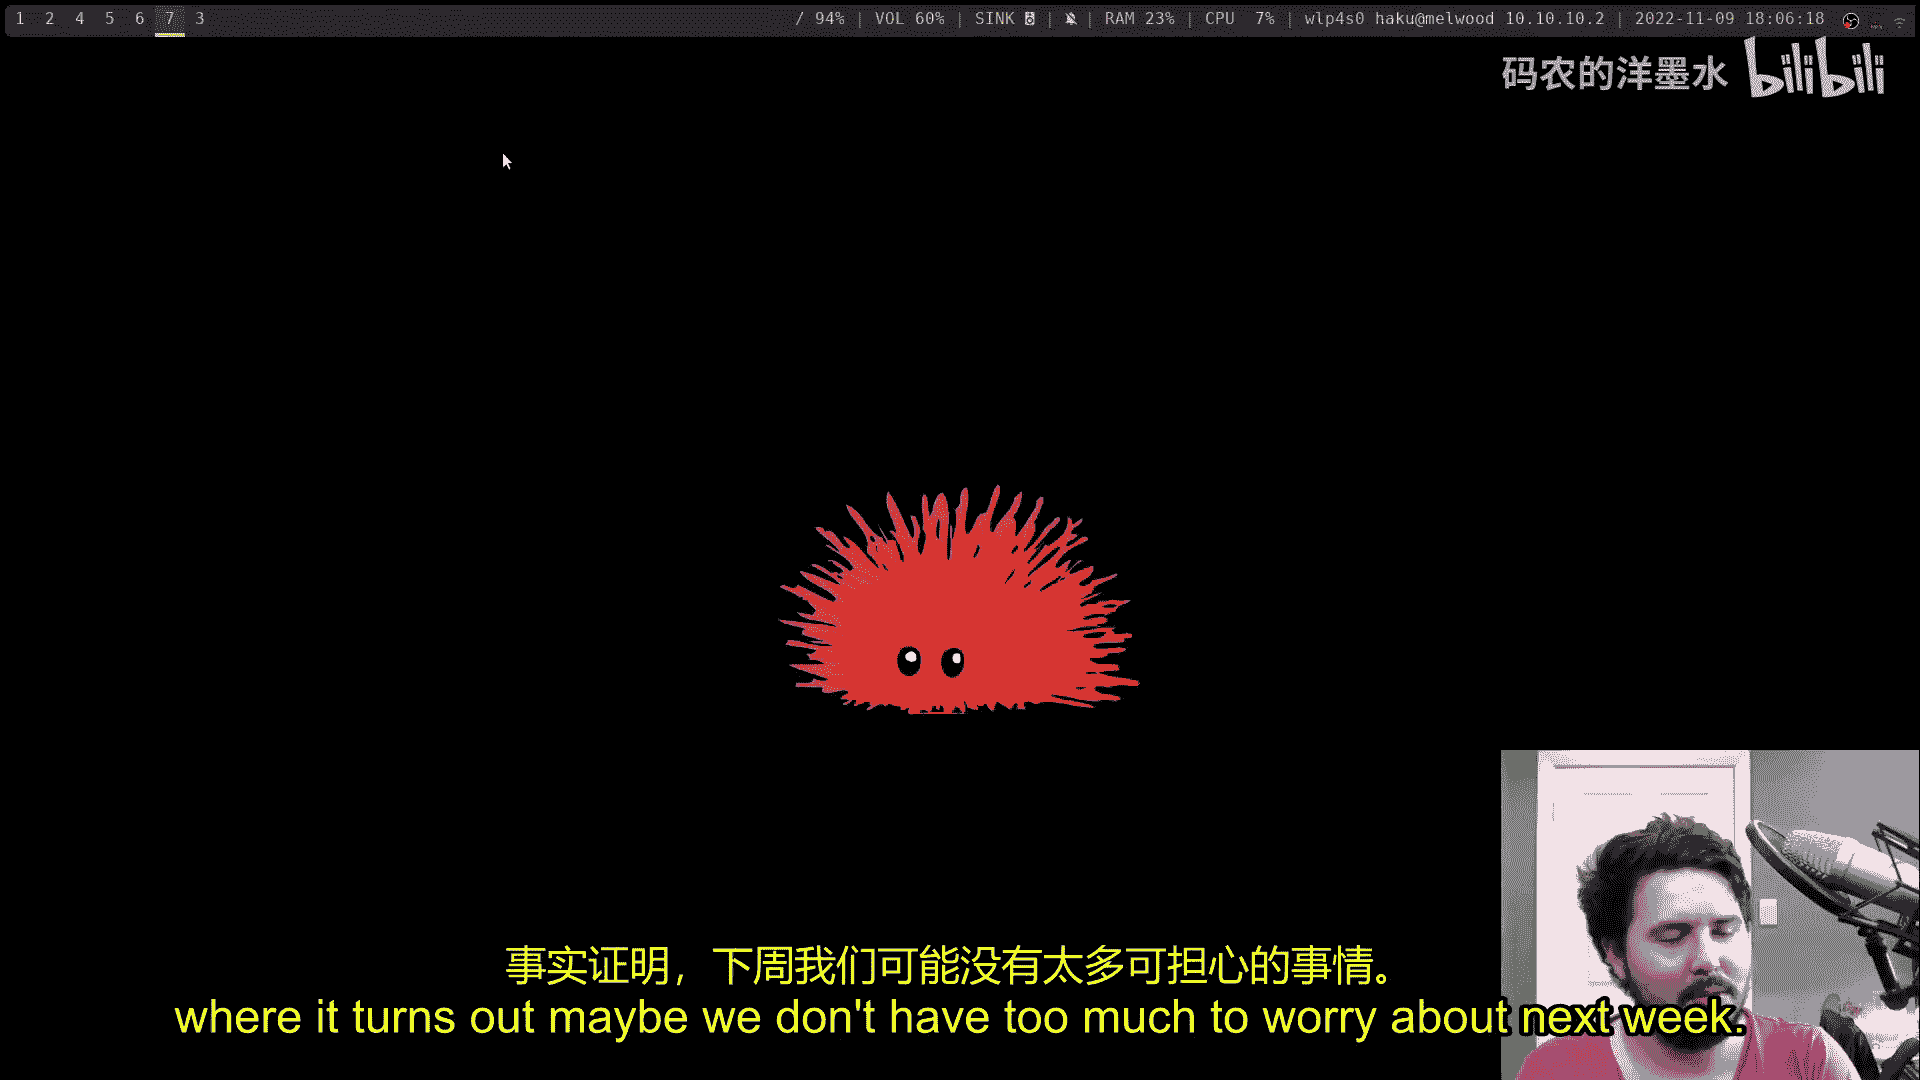 1 2 4 5 6 7 3
/ 94% | VOL 60% | SINK | | RAM 23% | CPU 7% | wlp4s0 haku@melwood 10.10.10.2 | 2022-11-09 18:06:18
码农的洋墨水 bilibili
事实证明，下周我们可能没有太多可担心的事情。
where it turns out maybe we don't have too much to worry about next week.